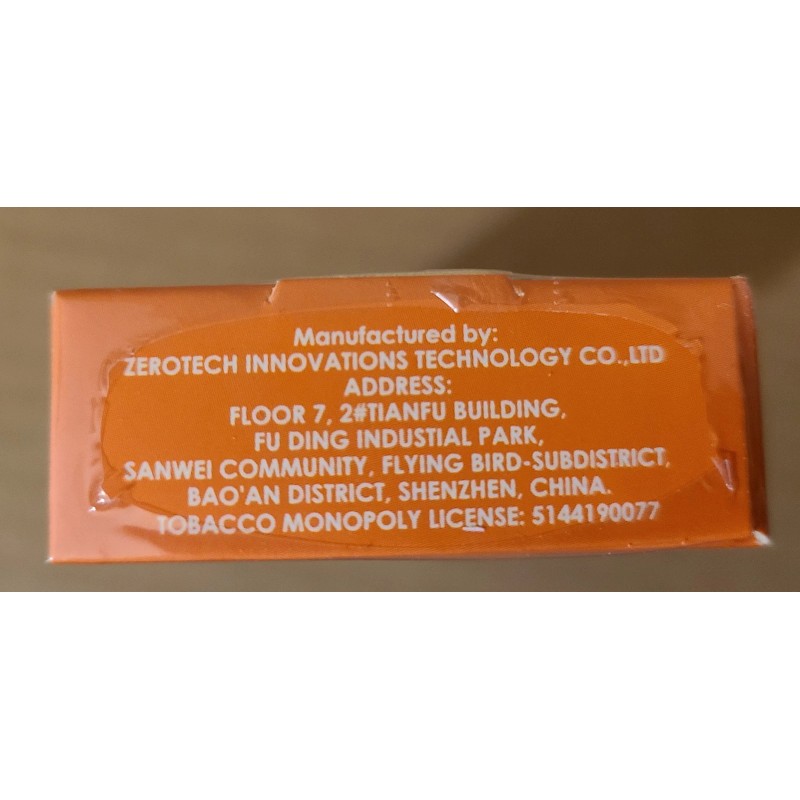 Manufactured by:
ZEROTECH INNOVATIONS TECHNOLOGY CO.,LTD
ADDRESS:
FLOOR 7, 2#TIANFU BUILDING,
FU DING INDUSTIAL PARK,
SANWEI COMMUNITY, FLYING BIRD-SUBDISTRICT,
BAO'AN DISTRICT, SHENZHEN, CHINA.
TOBACCO MONOPOLY LICENSE: 5144190077